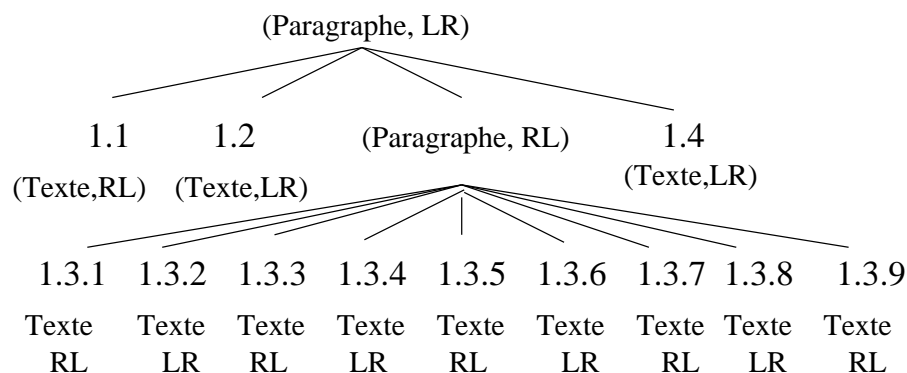 (Paragraphe, LR)
1.1 1.2 (Paragraphe, RL) 1.4
(Texte,RL) (Texte,LR) (Texte,LR)
1.3.1 1.3.2 1.3.3 1.3.4 1.3.5 1.3.6 1.3.7 1.3.8 1.3.9
Texte Texte Texte Texte Texte Texte Texte Texte Texte
RL LR RL LR RL LR RL LR RL